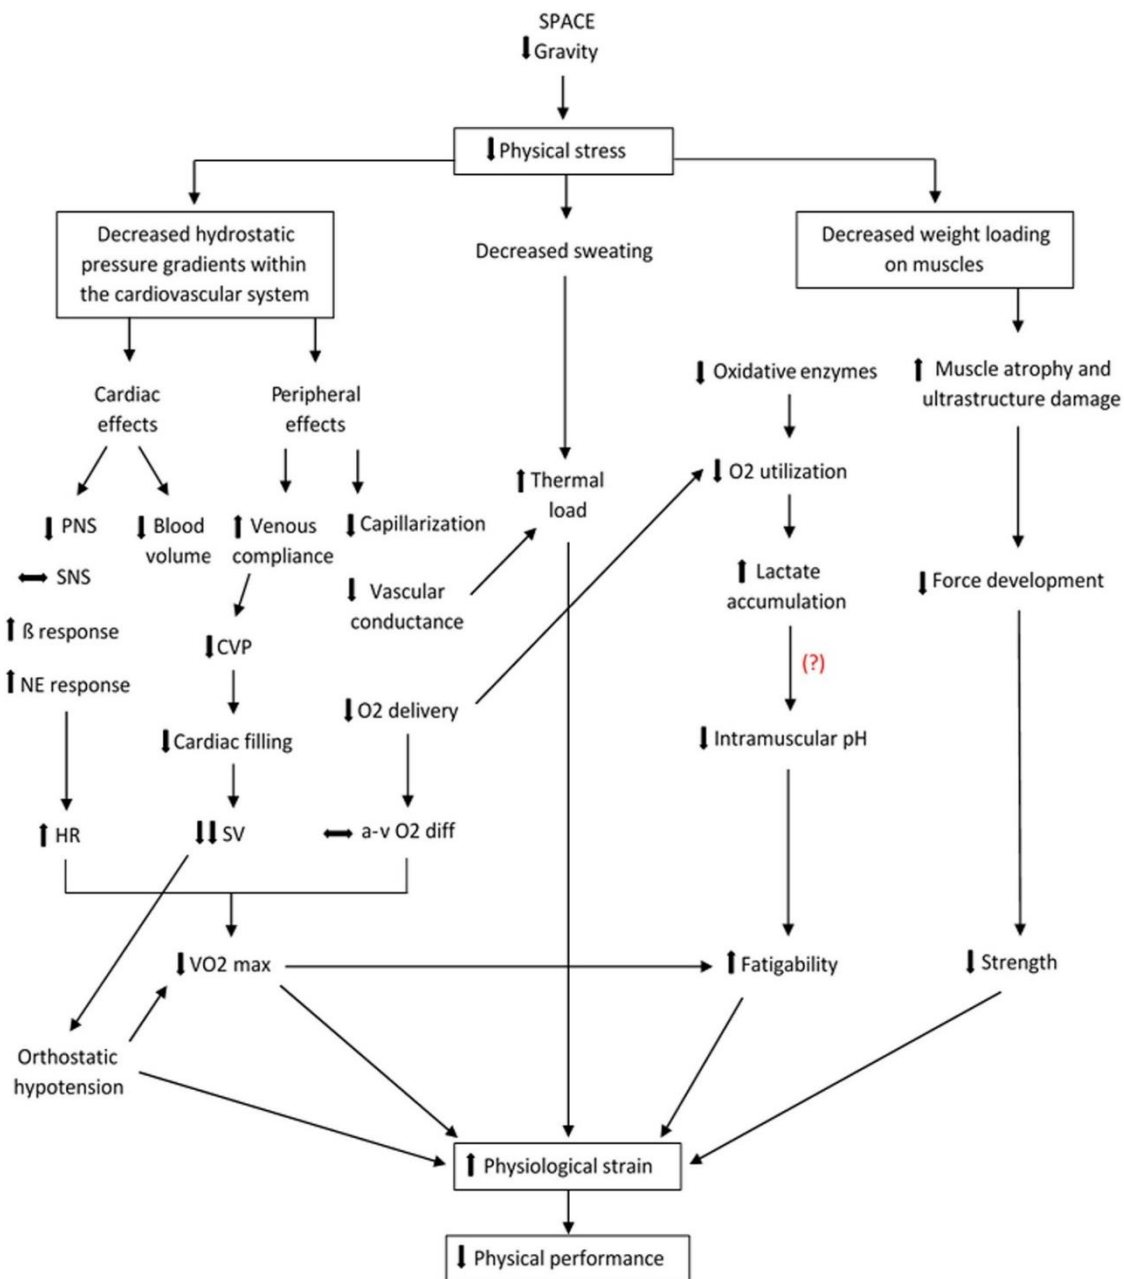 SPACE
Gravity
Physical stress
Decreased hydrostatic
pressure gradients within
the cardiovascular system
Decreased sweating
Decreased weight loading
on muscles
Cardiac
effects
Peripheral
effects
Oxidative enzymes
Muscle atrophy and
ultrastructure damage
PNS
Blood
volume
Venous
compliance
Capillarization
Thermal
load
O2 utilization
SNS
Vascular
conductance
Lactate
accumulation
Force development
ß response
CVP
(?)
NE response
O2 delivery
Cardiac filling
Intramuscular pH
HR
SV
a-v O2 diff
VO2 max
Fatigability
Strength
Orthostatic
hypotension
Physiological strain
Physical performance